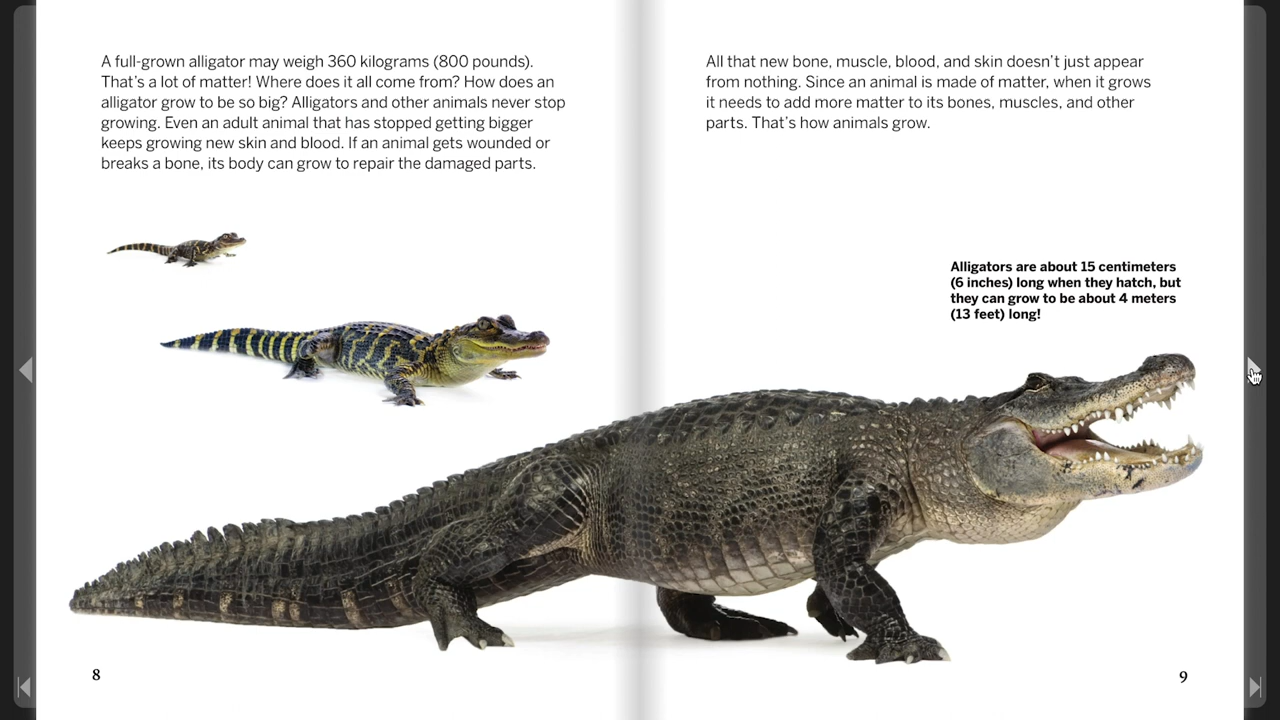 A full-grown alligator may weigh 360 kilograms (800 pounds).
That's a lot of matter! Where does it all come from? How does an
alligator grow to be so big? Alligators and other animals never stop
growing. Even an adult animal that has stopped getting bigger
keeps growing new skin and blood. If an animal gets wounded or
breaks a bone, its body can grow to repair the damaged parts.
8
All that new bone, muscle, blood, and skin doesn't just appear
from nothing. Since an animal is made of matter, when it grows
it needs to add more matter to its bones, muscles, and other
parts. That's how animals grow.
Alligators are about 15 centimeters
(6 inches) long when they hatch, but
they can grow to be about 4 meters
(13 feet) long!
9